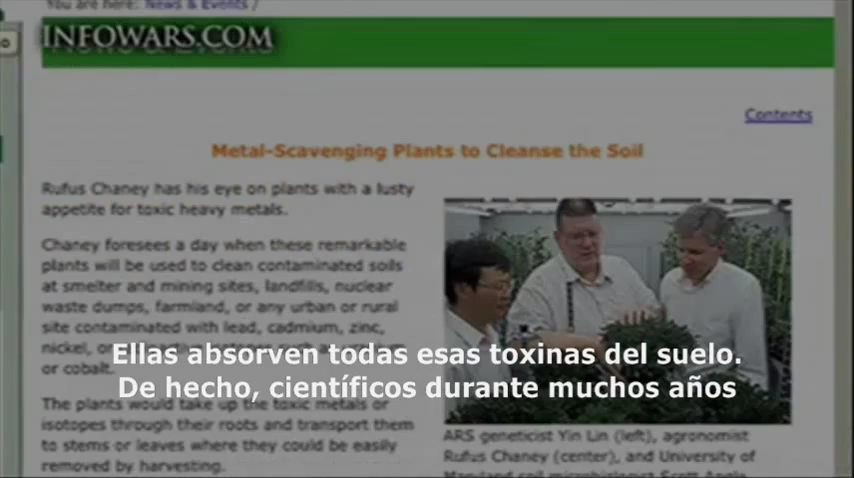 You are here: News & Events /
INFOWARS.COM
Contents
Metal-Scavenging Plants to Cleanse the Soil
Rufus Chaney has his eye on plants with a lusty
appetite for toxic heavy metals.
Chaney foresees a day when these remarkable
plants will be used to clean contaminated soils
at smelter and mining sites, landfills, nuclear
waste dumps, farmland, or any urban or rural
site contaminated with lead, cadmium, zinc,
nickel, or
or cobalt.
The plants would take up the toxic metals or
isotopes through their roots and transport them
to stems or leaves where they could be easily
removed by harvesting.
ARS geneticist Yin Lin (left), agronomist
Rufus Chaney (center), and University of
Maryland soil microbiologist Scott Angle
Ellas absorven todas esas toxinas del suelo.
De hecho, científicos durante muchos años